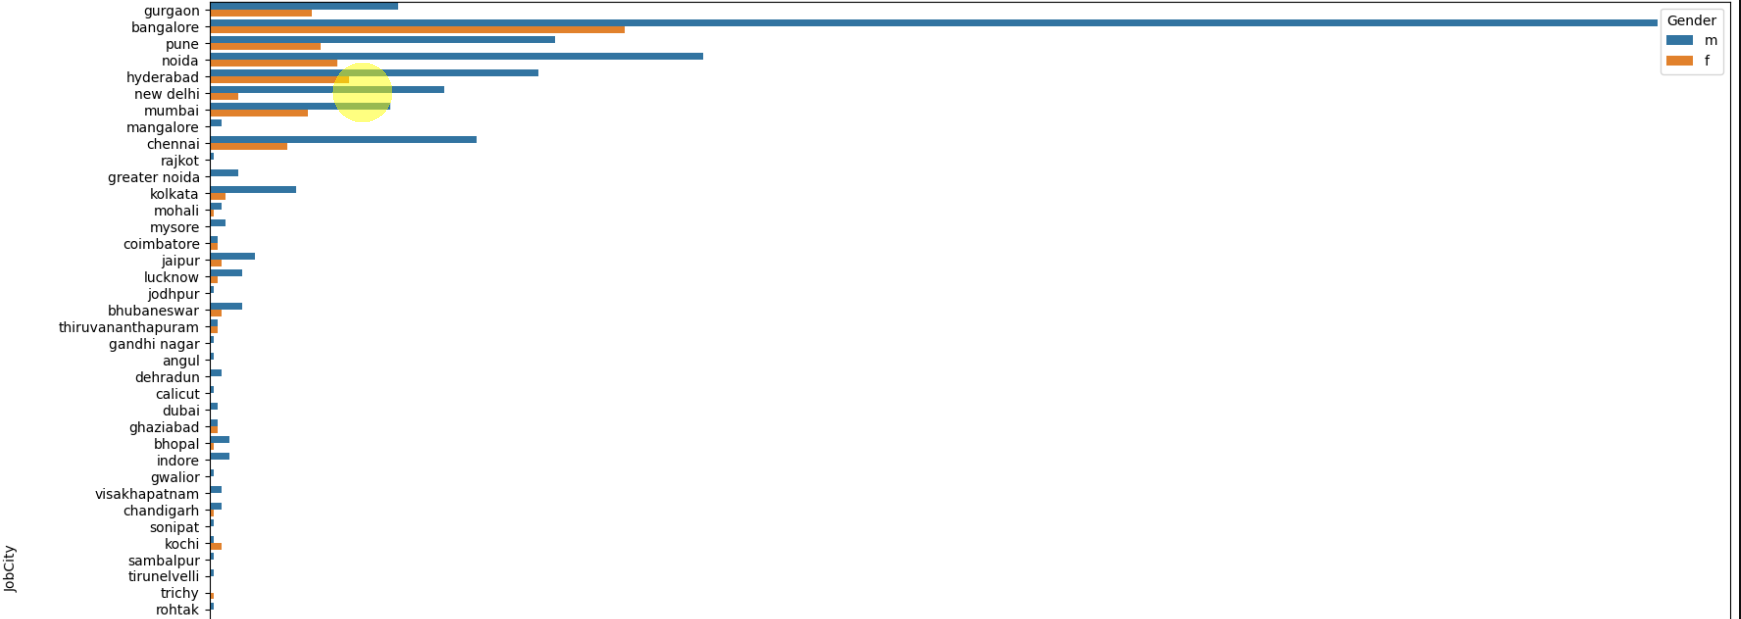 gurgaon
bangalore
pune
noida
hyderabad
new delhi
mumbai
mangalore
chennai
rajkot
greater noida
kolkata
mohali
mysore
coimbatore
jaipur
lucknow
jodhpur
bhubaneswar
thiruvananthapuram
gandhi nagar
angul
dehradun
calicut
dubai
ghaziabad
bhopal
indore
gwalior
visakhapatnam
chandigarh
sonipat
kochi
sambalpur
tirunelvelli
trichy
rohtak
JobCity
Gender
m
f